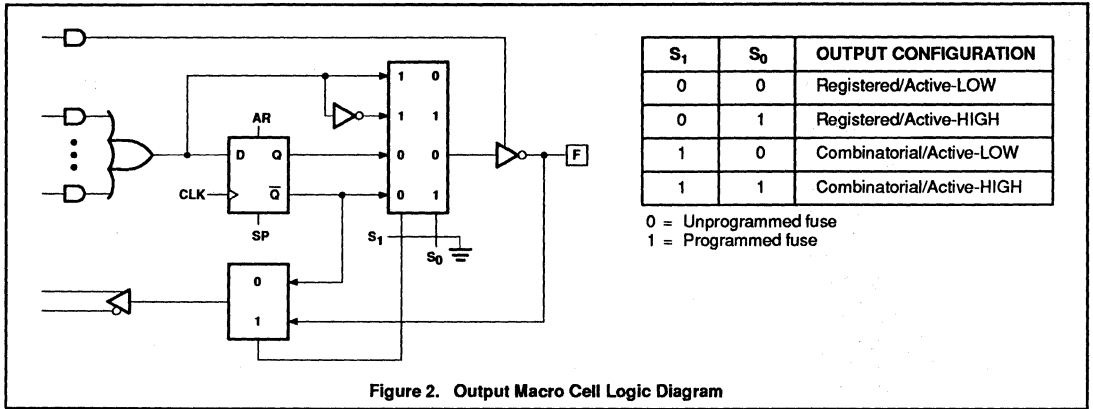 AR
D Q
CLK
Q
SP
1 0
1 1
0 0
0 1
F
S1
S0
0
1
S1 S0 OUTPUT CONFIGURATION
0 0 Registered/Active-LOW
0 1 Registered/Active-HIGH
1 0 Combinatorial/Active-LOW
1 1 Combinatorial/Active-HIGH
0 = Unprogrammed fuse
1 = Programmed fuse
Figure 2. Output Macro Cell Logic Diagram